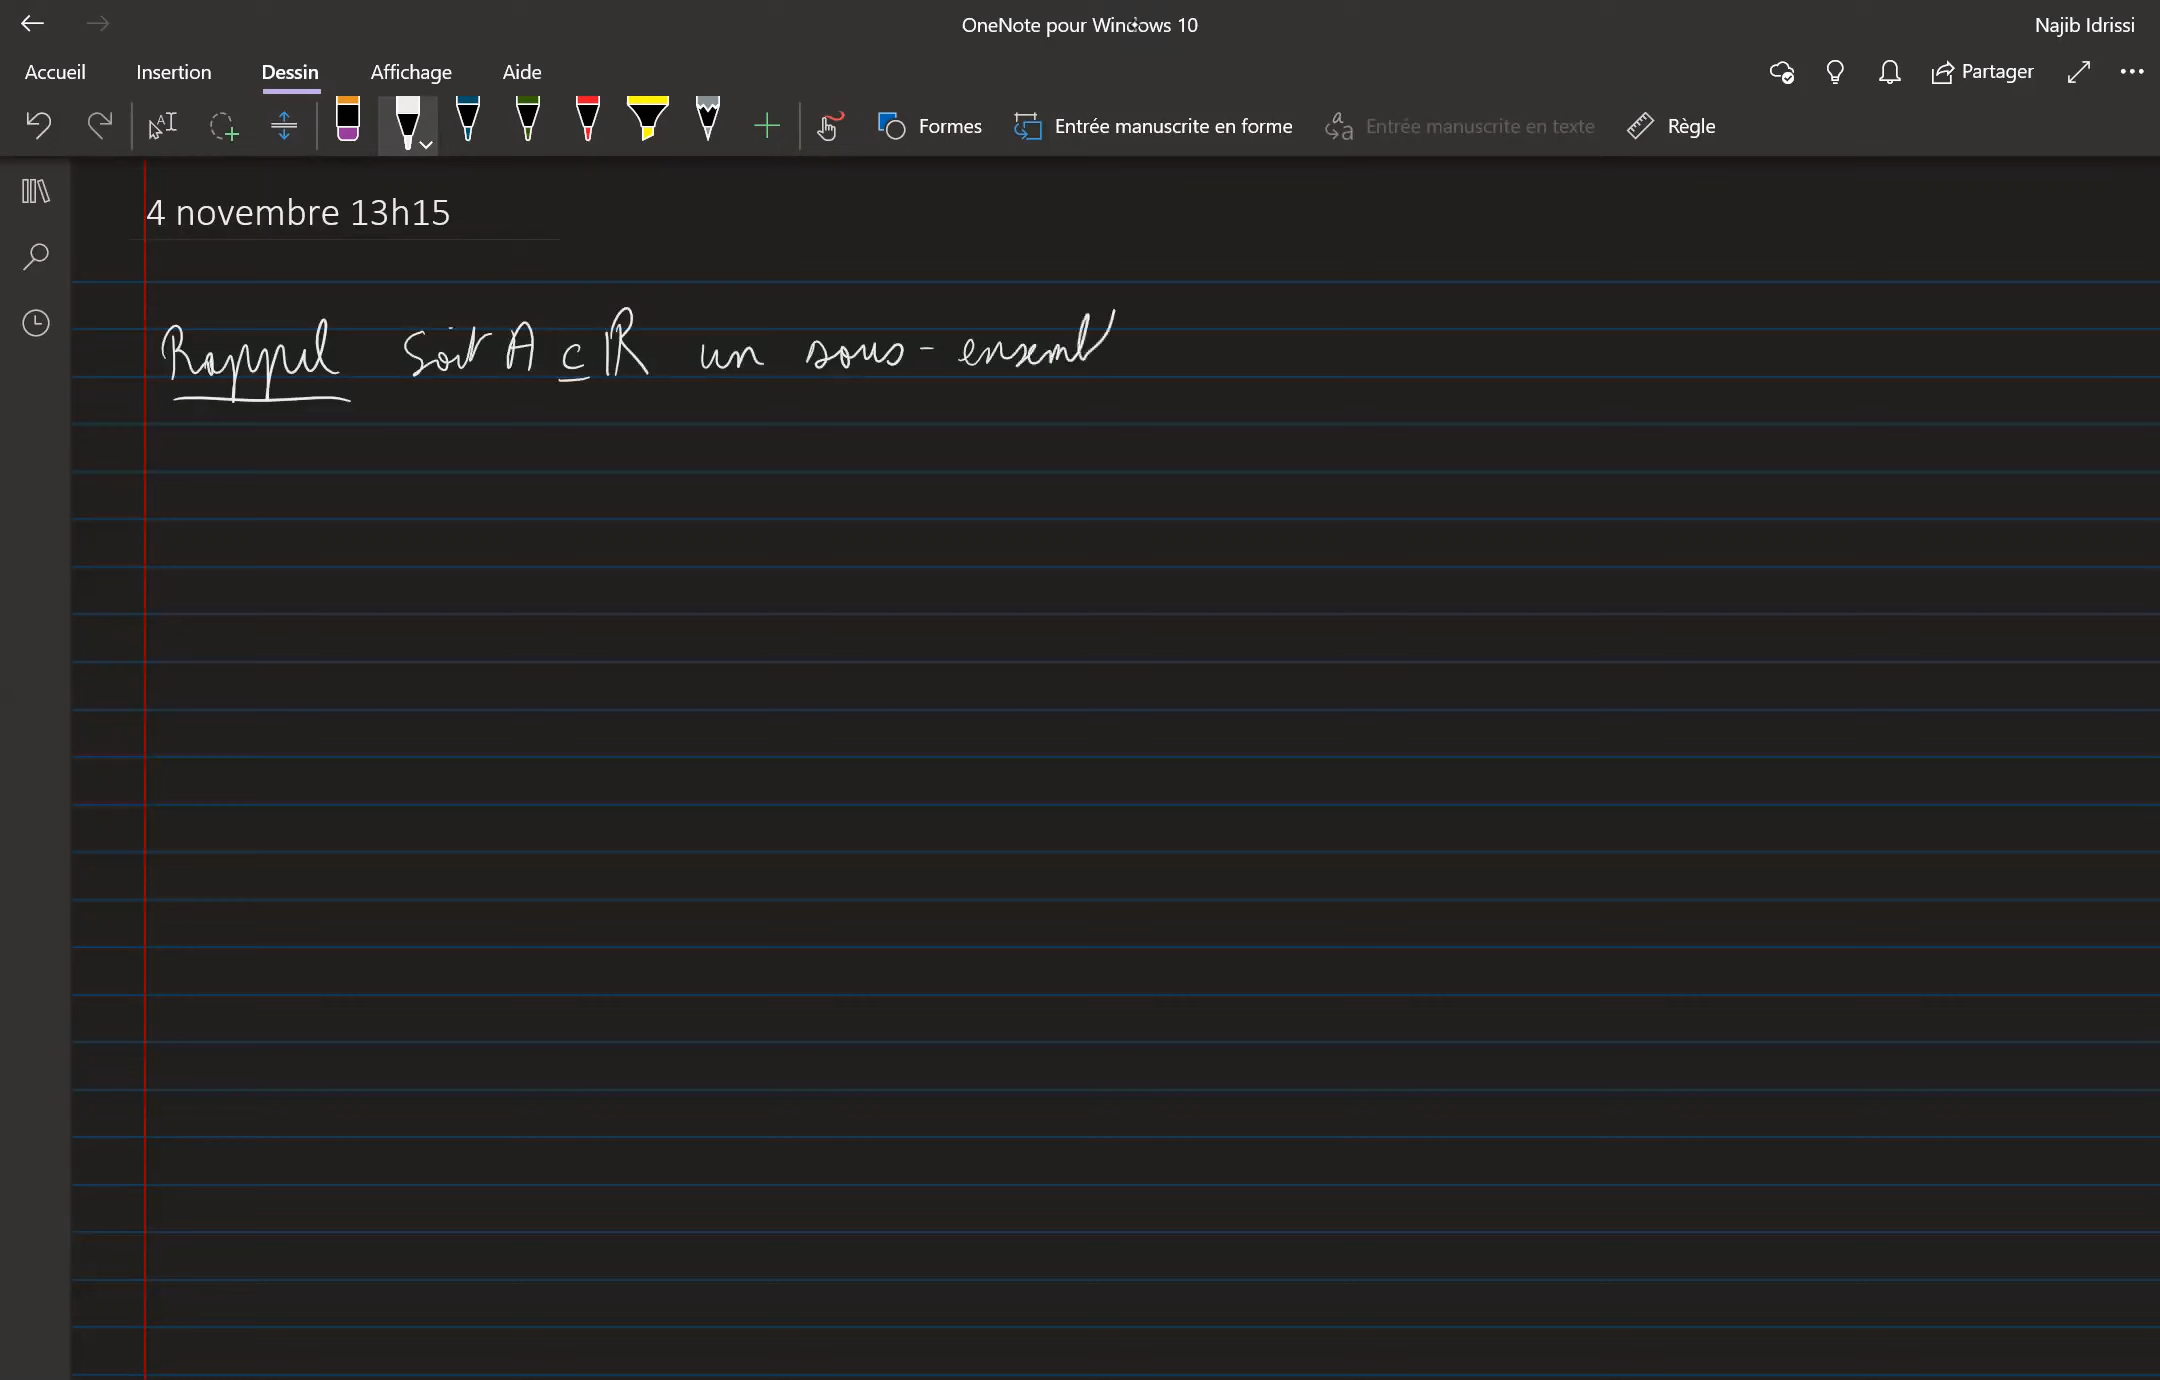 OneNote pour Windows 10
Najib Idrissi
Accueil Insertion Dessin Affichage Aide
Partager
Formes Entrée manuscrite en forme Entrée manuscrite en texte Règle
4 novembre 13h15
Rappel Soit A ⊆ ℝ un sous-ensembl